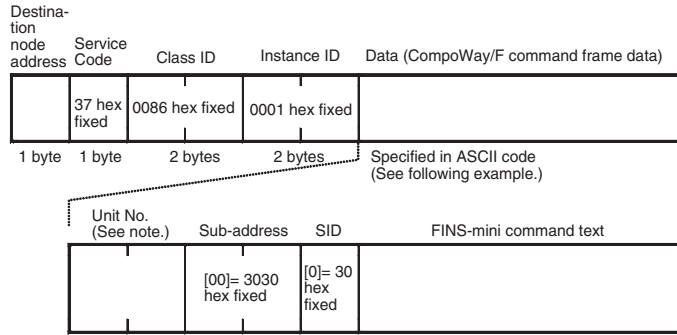 Destina-
tion
node
address
Service
Code
Class ID
Instance ID
Data (CompoWay/F command frame data)
37 hex
fixed
0086 hex fixed
0001 hex fixed
1 byte
1 byte
2 bytes
2 bytes
Specified in ASCII code
(See following example.)
Unit No.
(See note.)
Sub-address
SID
FINS-mini command text
[00]= 3030
hex fixed
[0]= 30
hex
fixed